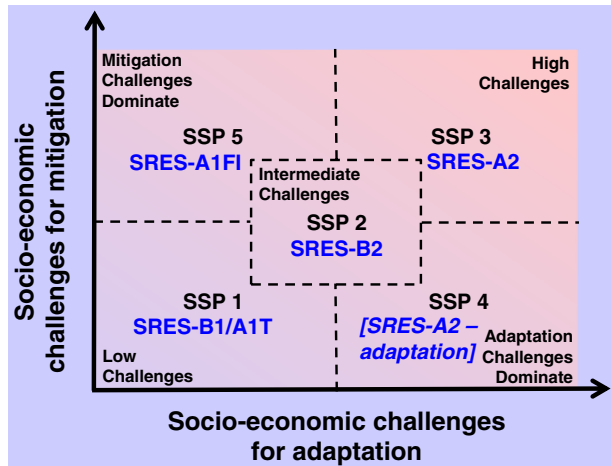 Socio-economic
challenges for mitigation
Mitigation
Challenges
Dominate
High
Challenges
SSP 5
SRES-A1FI
SSP 3
SRES-A2
Intermediate
Challenges
SSP 2
SRES-B2
SSP 1
SRES-B1/A1T
Low
Challenges
SSP 4
[SRES-A2 –
adaptation]
Adaptation
Challenges
Dominate
Socio-economic challenges
for adaptation